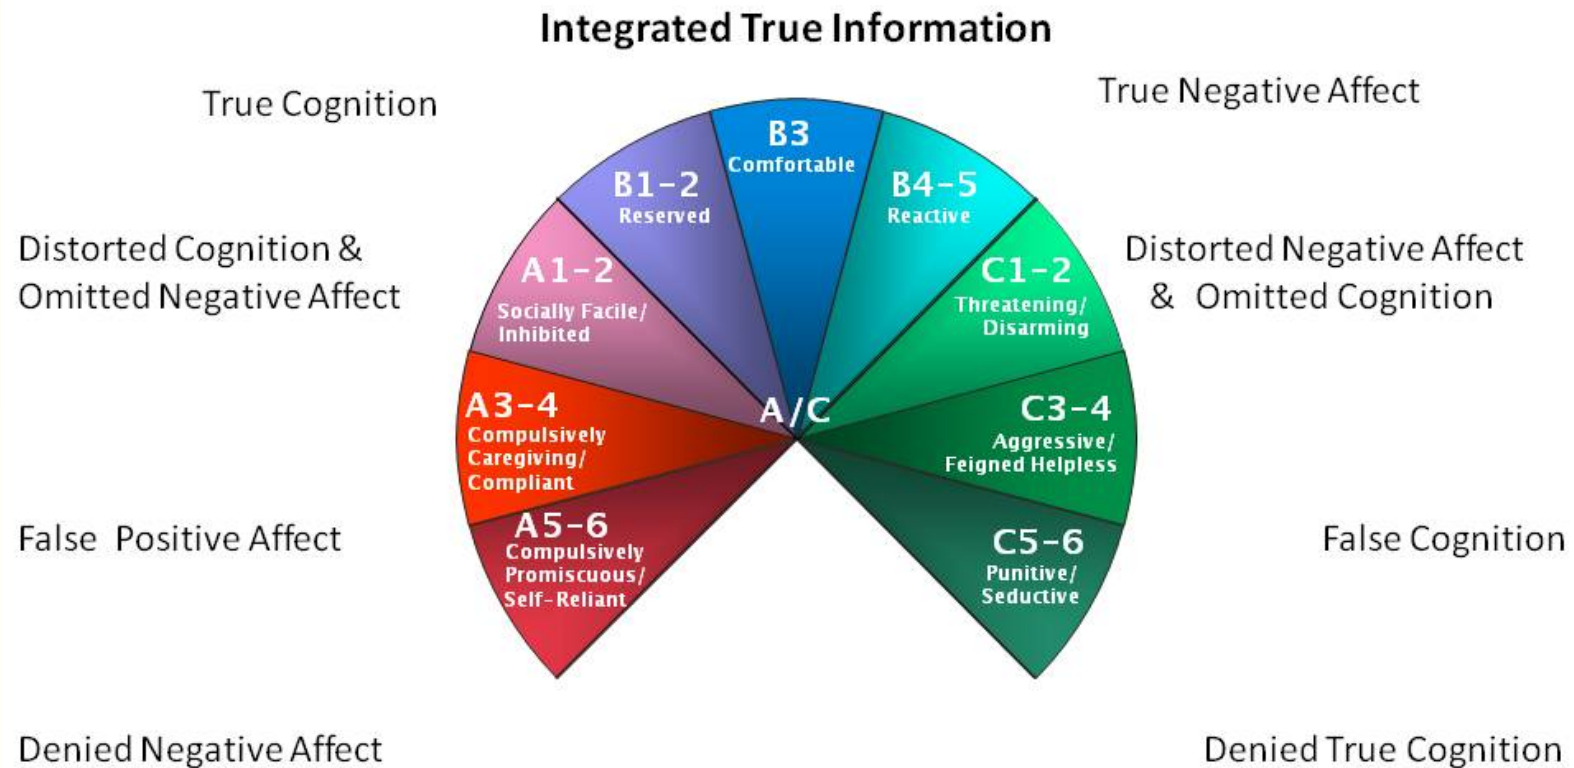 Integrated True Information
True Cognition
True Negative Affect
B3
Comfortable
B1-2
Reserved
B4-5
Reactive
Distorted Cognition &
Omitted Negative Affect
A1-2
Socially Facile/
Inhibited
C1-2
Threatening/
Disarming
Distorted Negative Affect
& Omitted Cognition
A3-4
Compulsively
Caregiving/
Compliant
A/C
C3-4
Aggressive/
Feigned Helpless
False Positive Affect
A5-6
Compulsively
Promiscuous/
Self-Reliant
C5-6
Punitive/
Seductive
False Cognition
Denied Negative Affect
Denied True Cognition